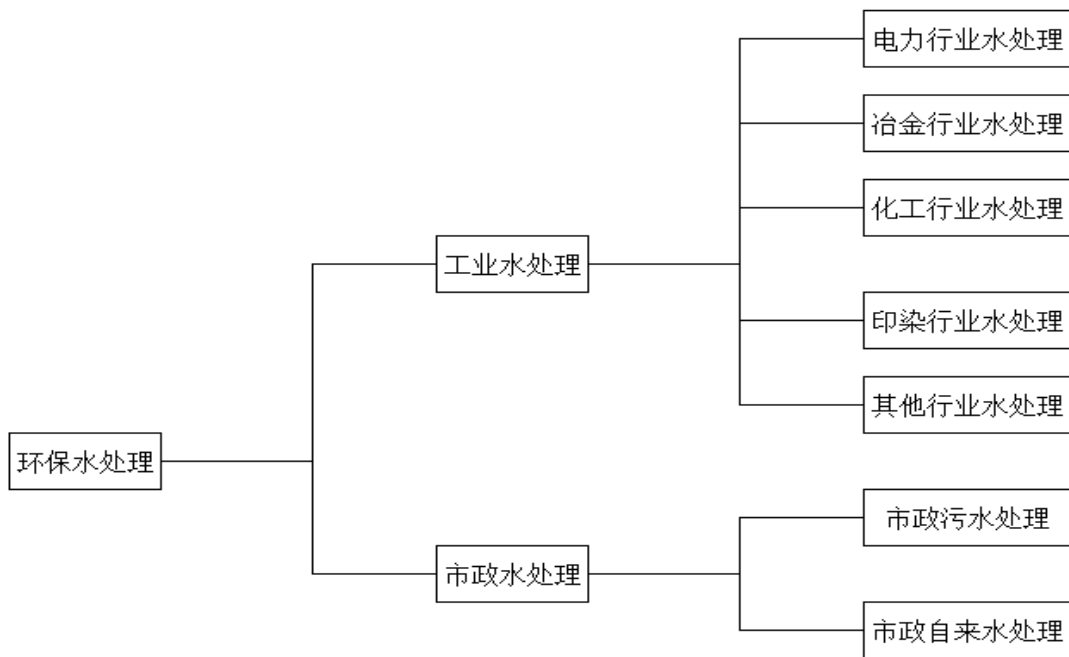 电力行业水处理
冶金行业水处理
化工行业水处理
工业水处理
印染行业水处理
其他行业水处理
环保水处理
市政污水处理
市政水处理
市政自来水处理